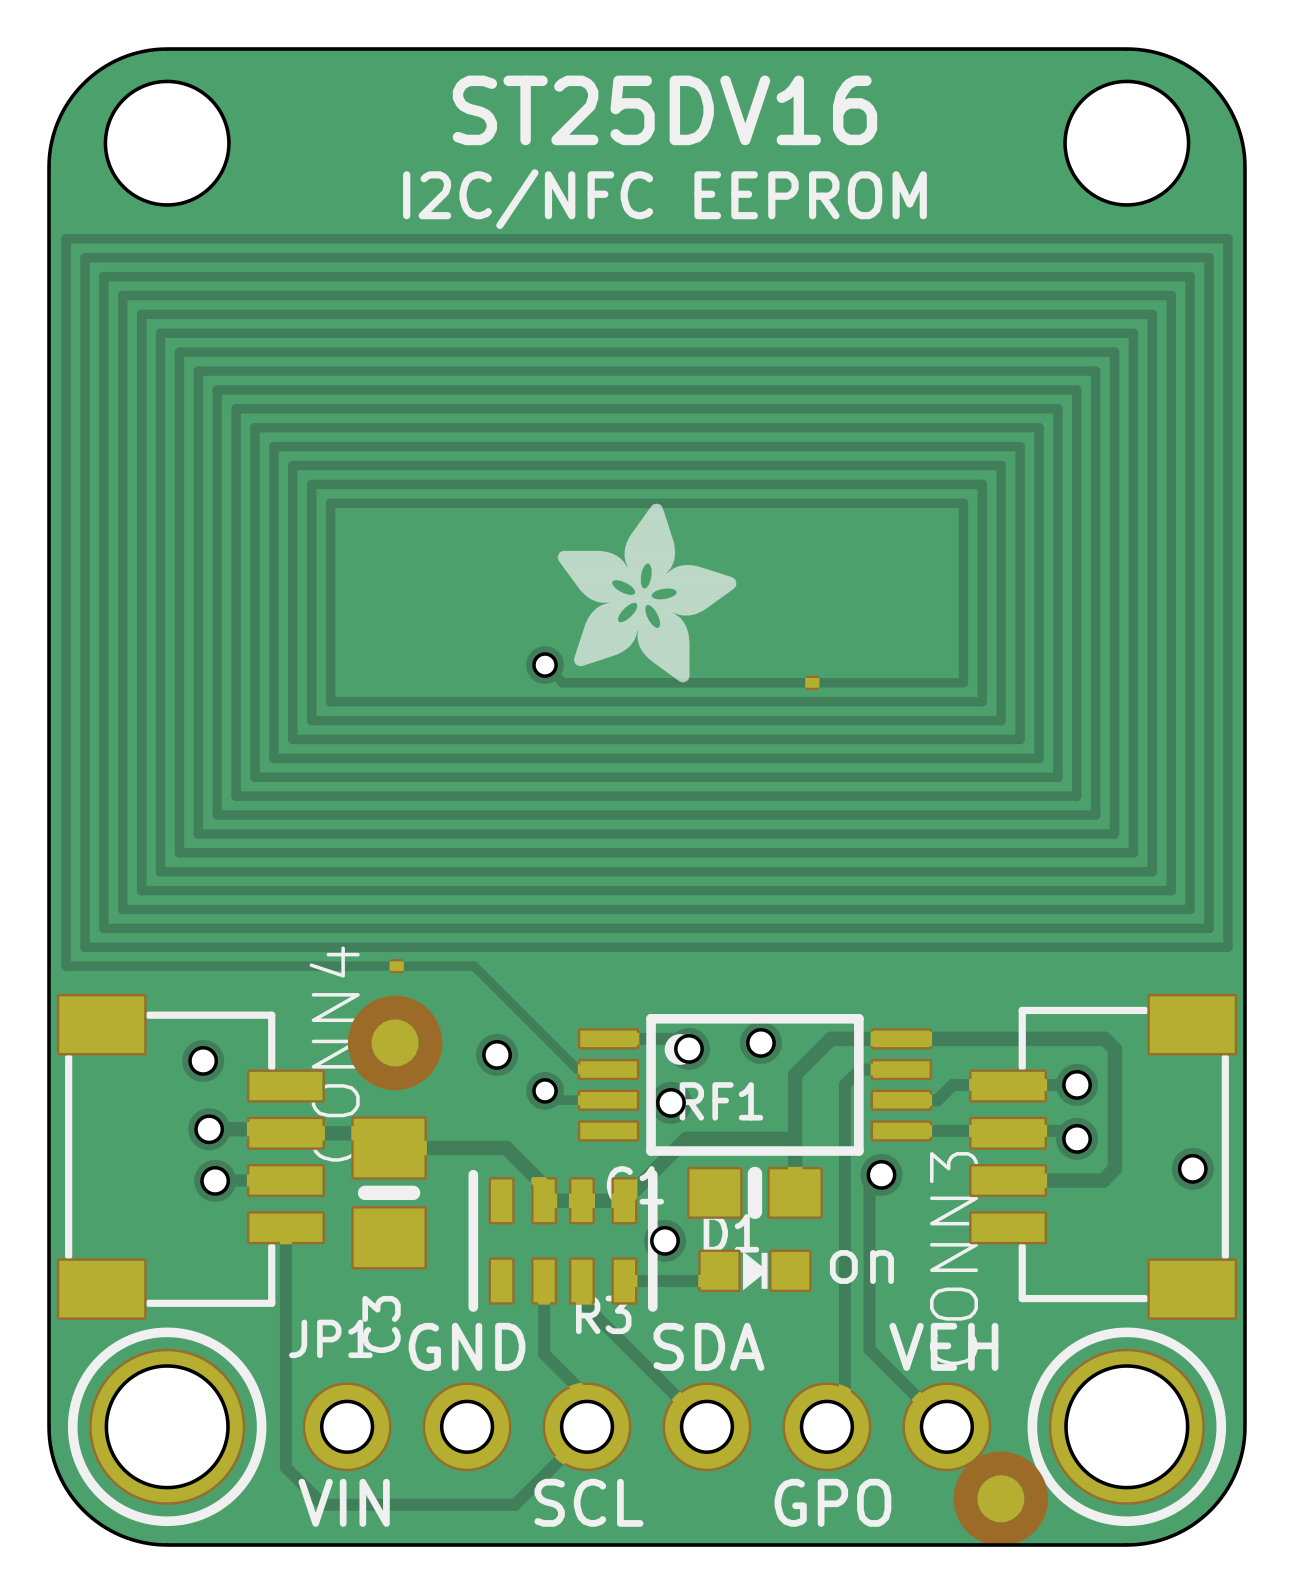 ST25DV16
I2C/NFC EEPROM
CONN4
RF1
C1
CONN3
D1
on
R3
C3
JP1
GND
SDA
VEH
VIN
SCL
GPO